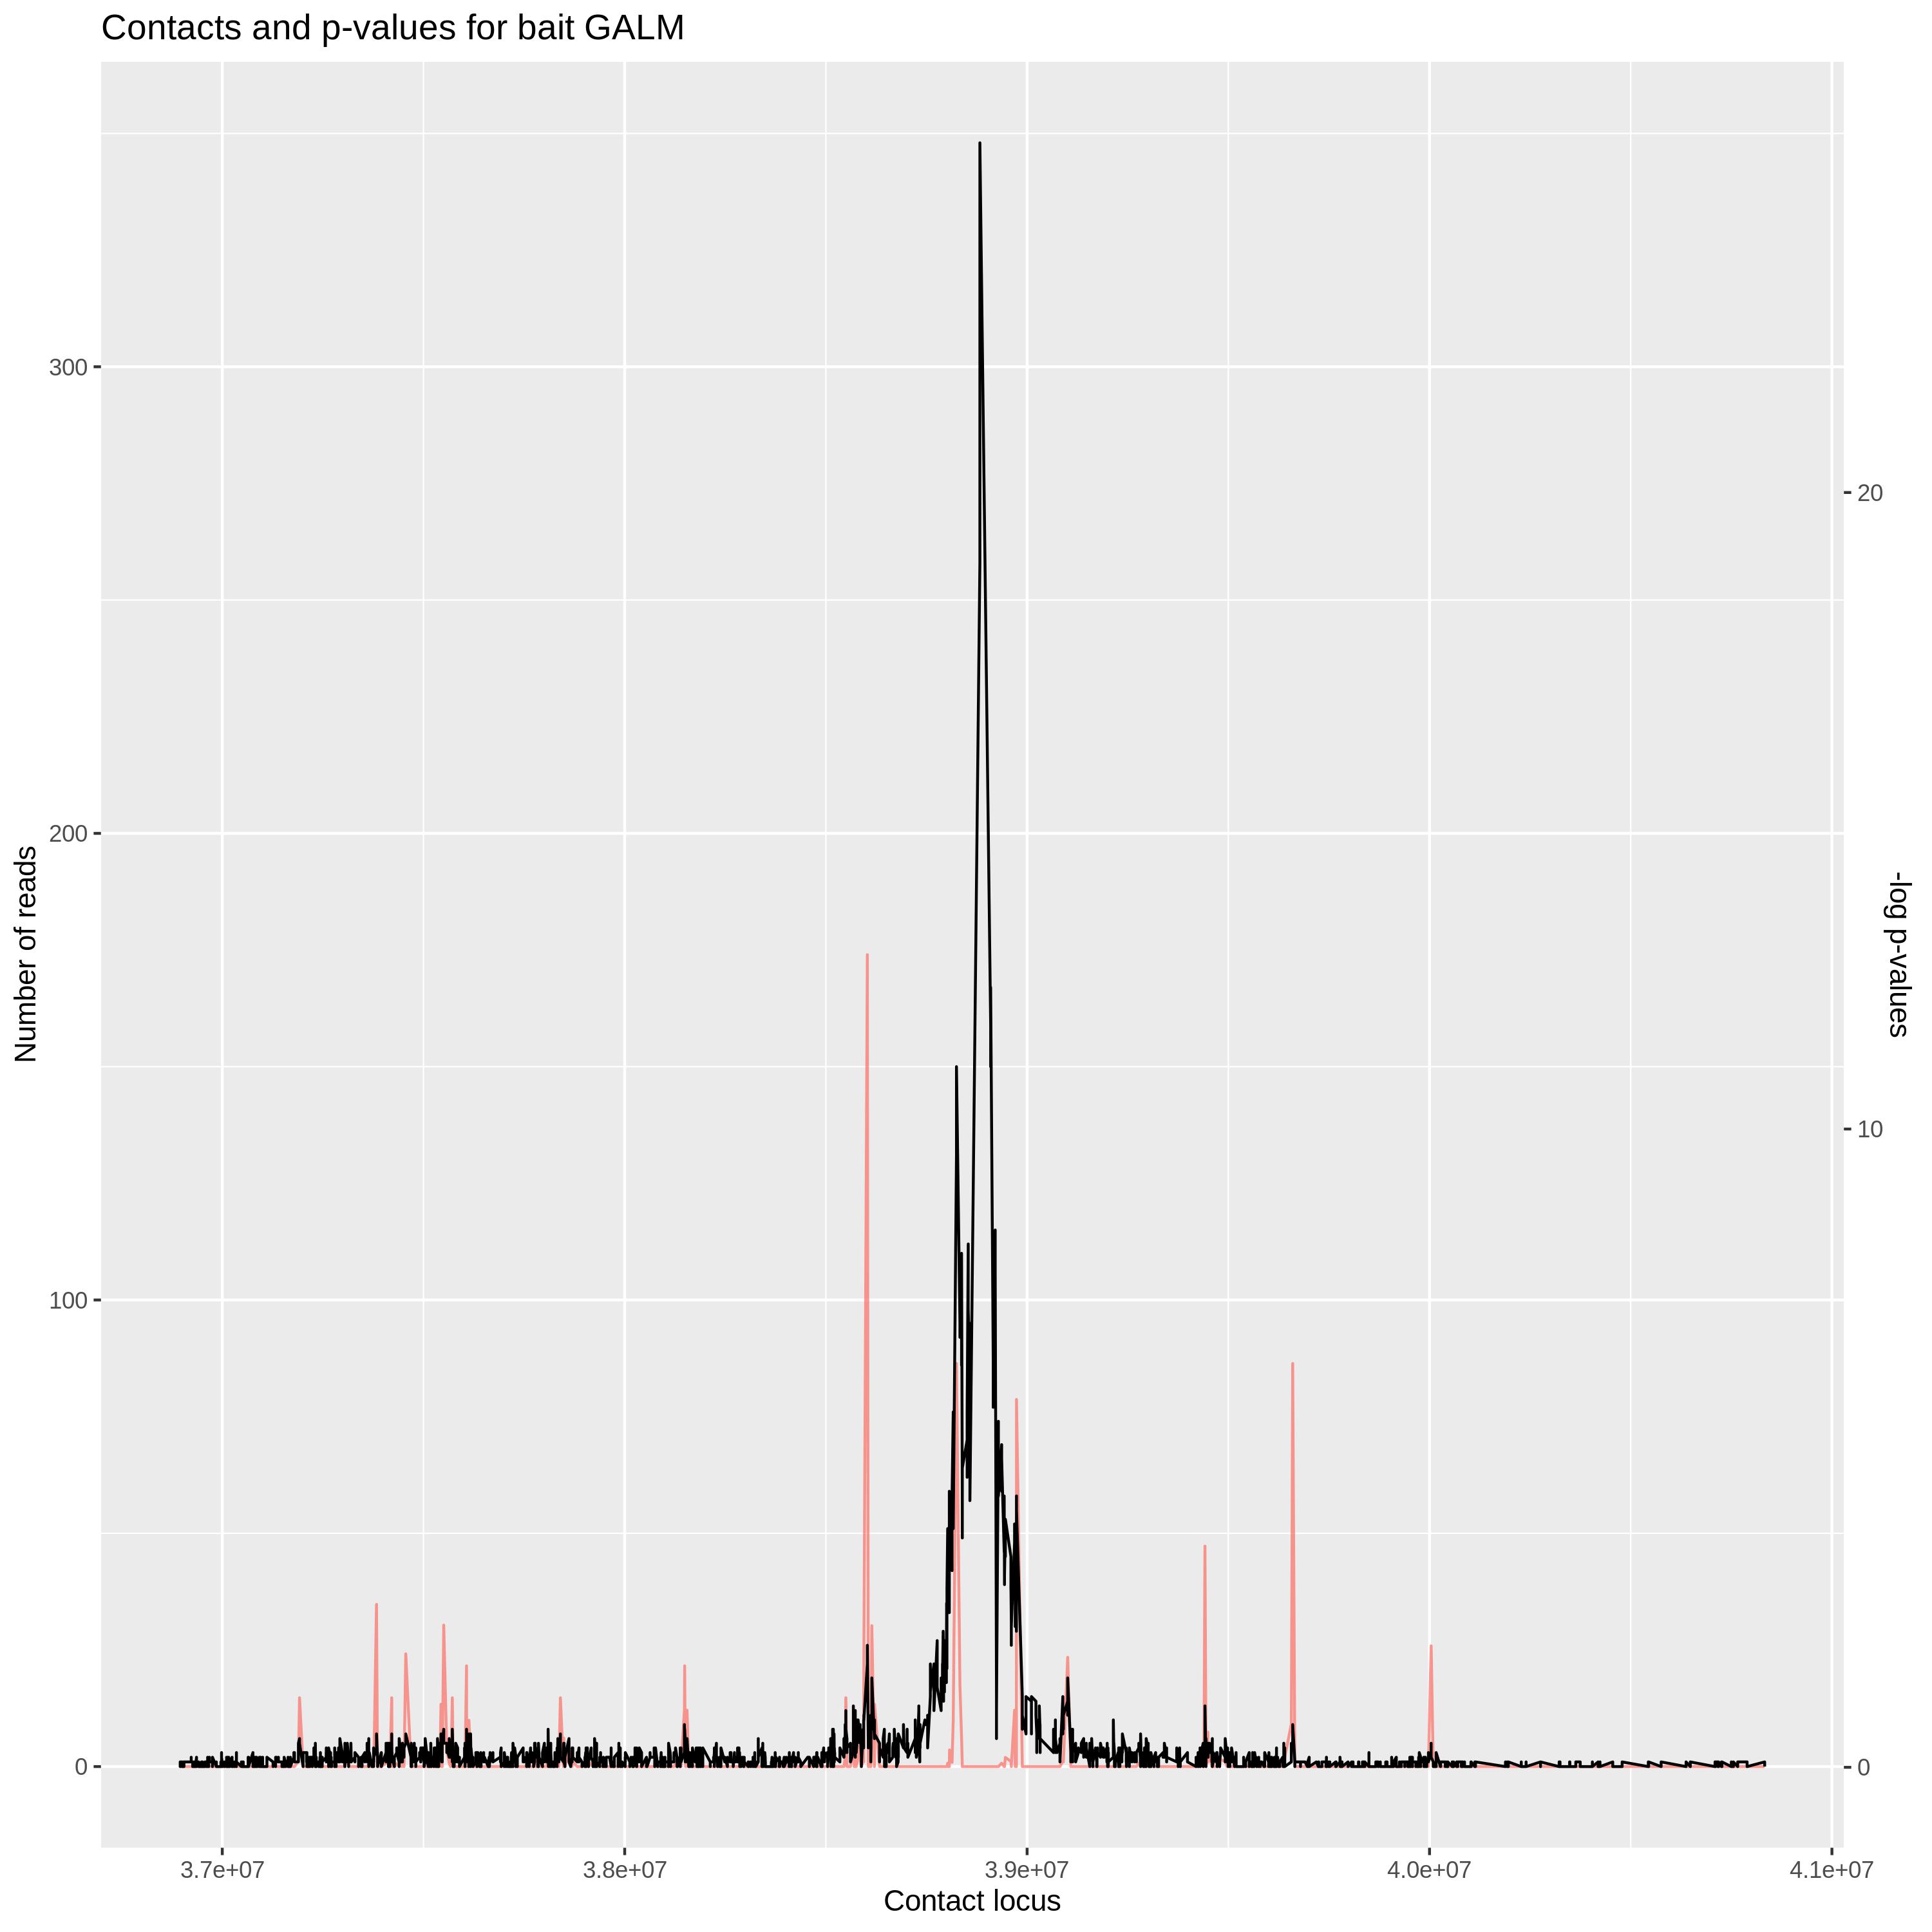 Contacts and p-values for bait GALM
Number of reads
300
200
100
0
20
10
0
-log p-values
3.7e+07
3.8e+07
3.9e+07
4.0e+07
4.1e+07
Contact locus